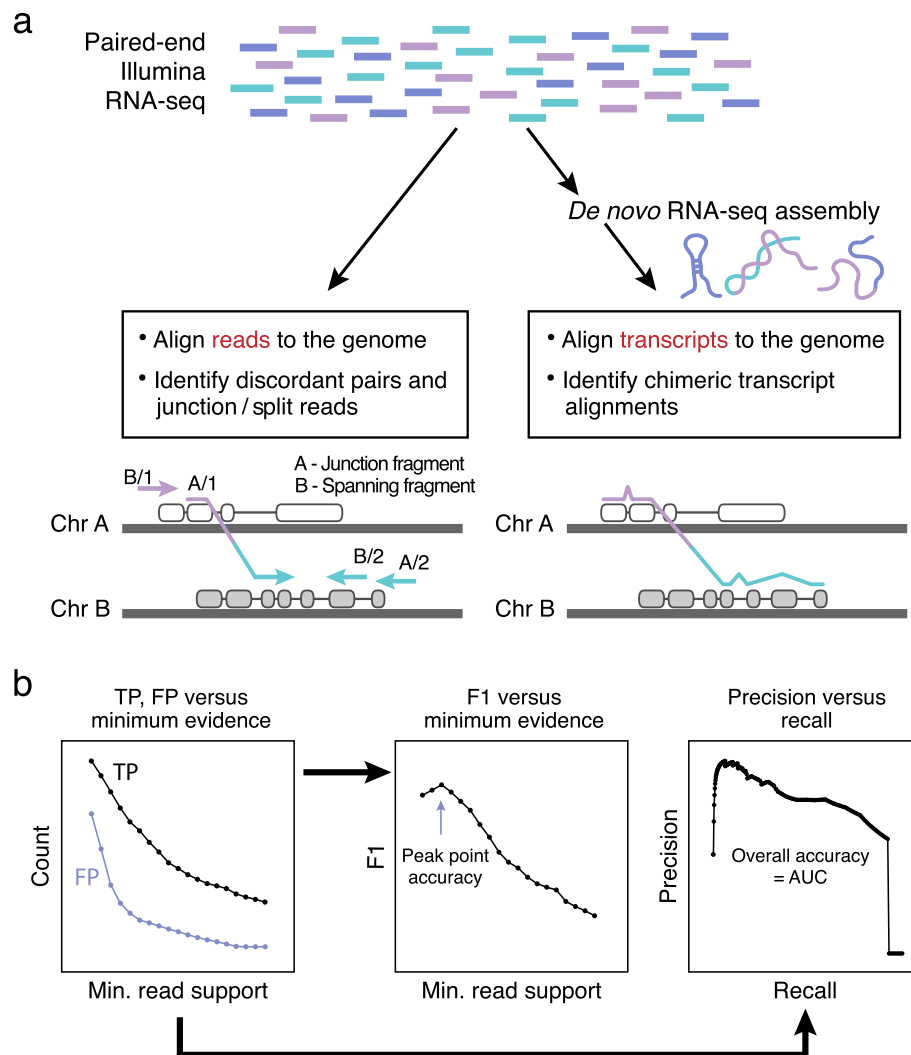 a
Paired-end
Illumina
RNA-seq
De novo RNA-seq assembly
• Align reads to the genome
• Identify discordant pairs and
junction / split reads
• Align transcripts to the genome
• Identify chimeric transcript
alignments
B/1
A/1
A - Junction fragment
B - Spanning fragment
Chr A
B/2
A/2
Chr B
Chr A
Chr B
b
TP, FP versus
minimum evidence
Count
TP
FP
Min. read support
F1 versus
minimum evidence
F1
Peak point
accuracy
Min. read support
Precision versus
recall
Precision
Overall accuracy
= AUC
Recall